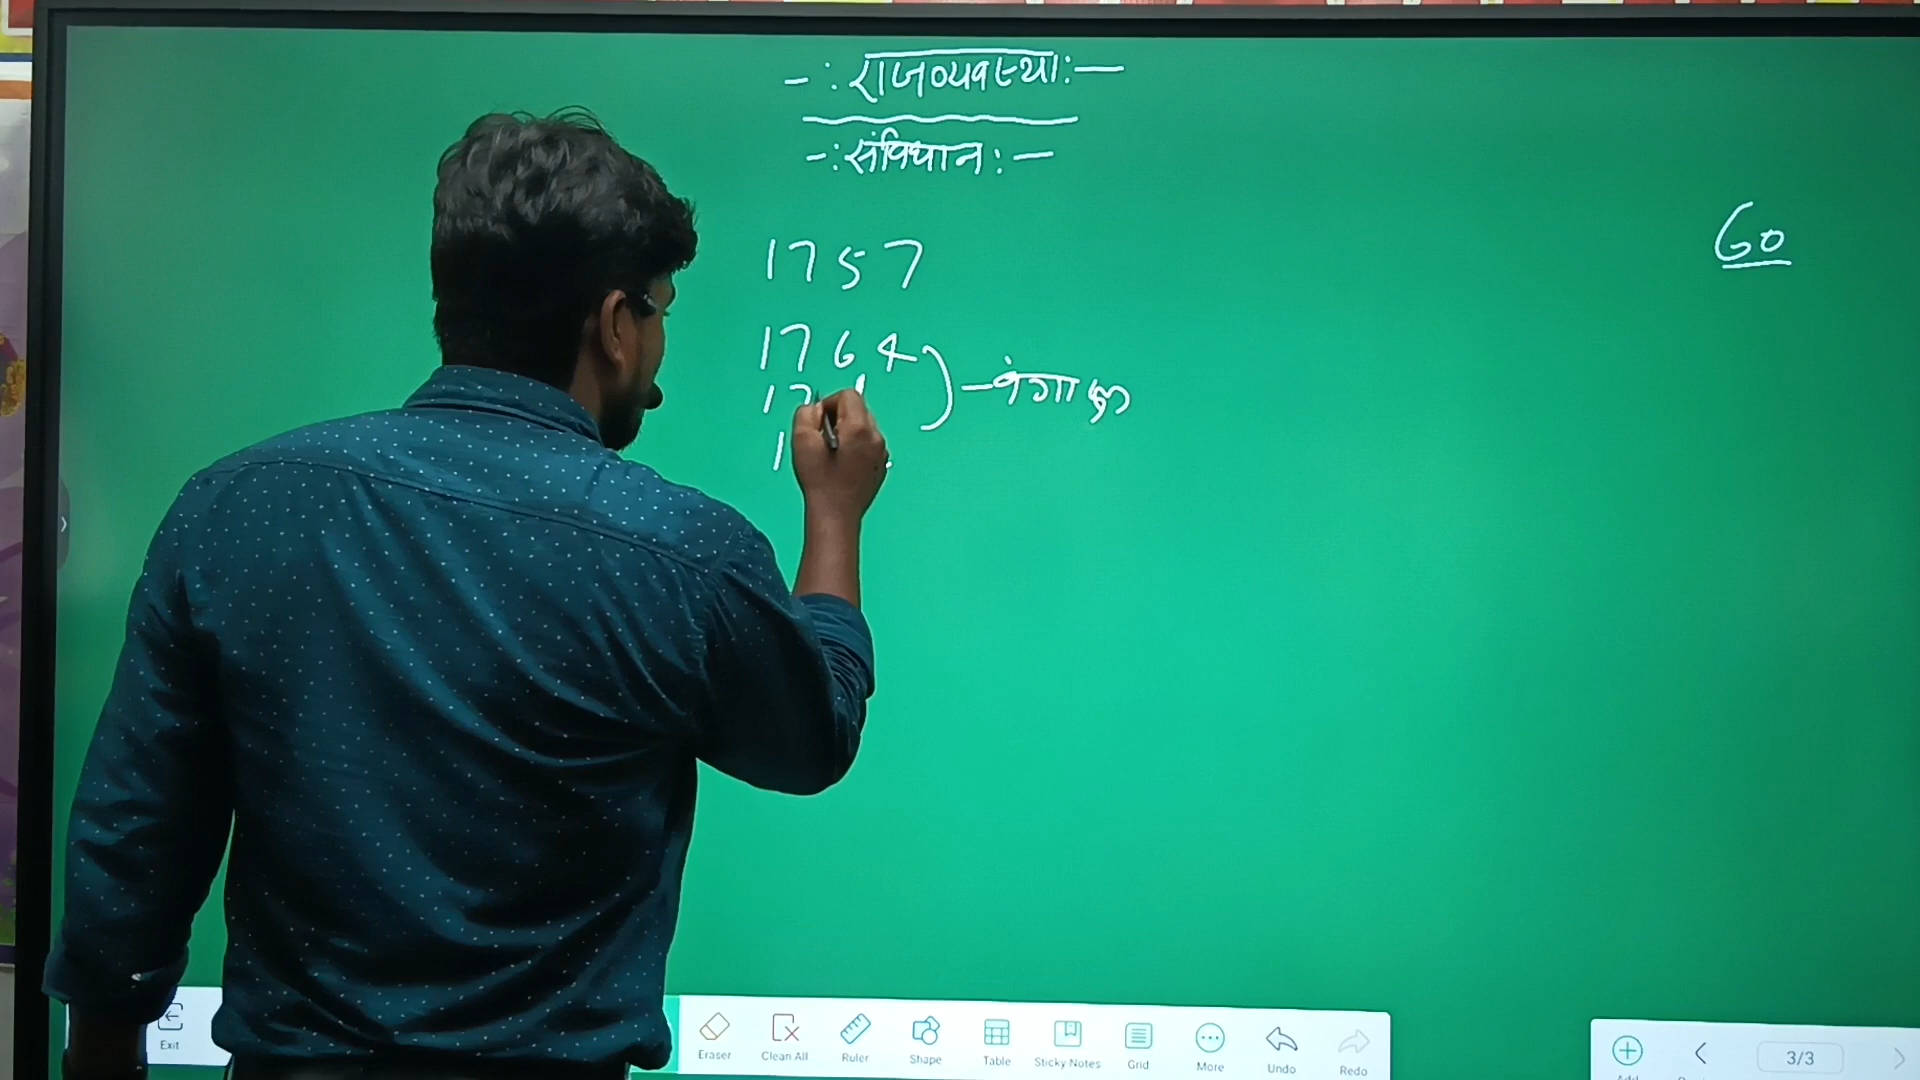 -: राजव्यवस्था :-
-: संविधान :-
60
1757
1764
Exit
Eraser
Clean All
Ruler
Shape
Table
Sticky Notes
Grid
More
Undo
Redo
3/3